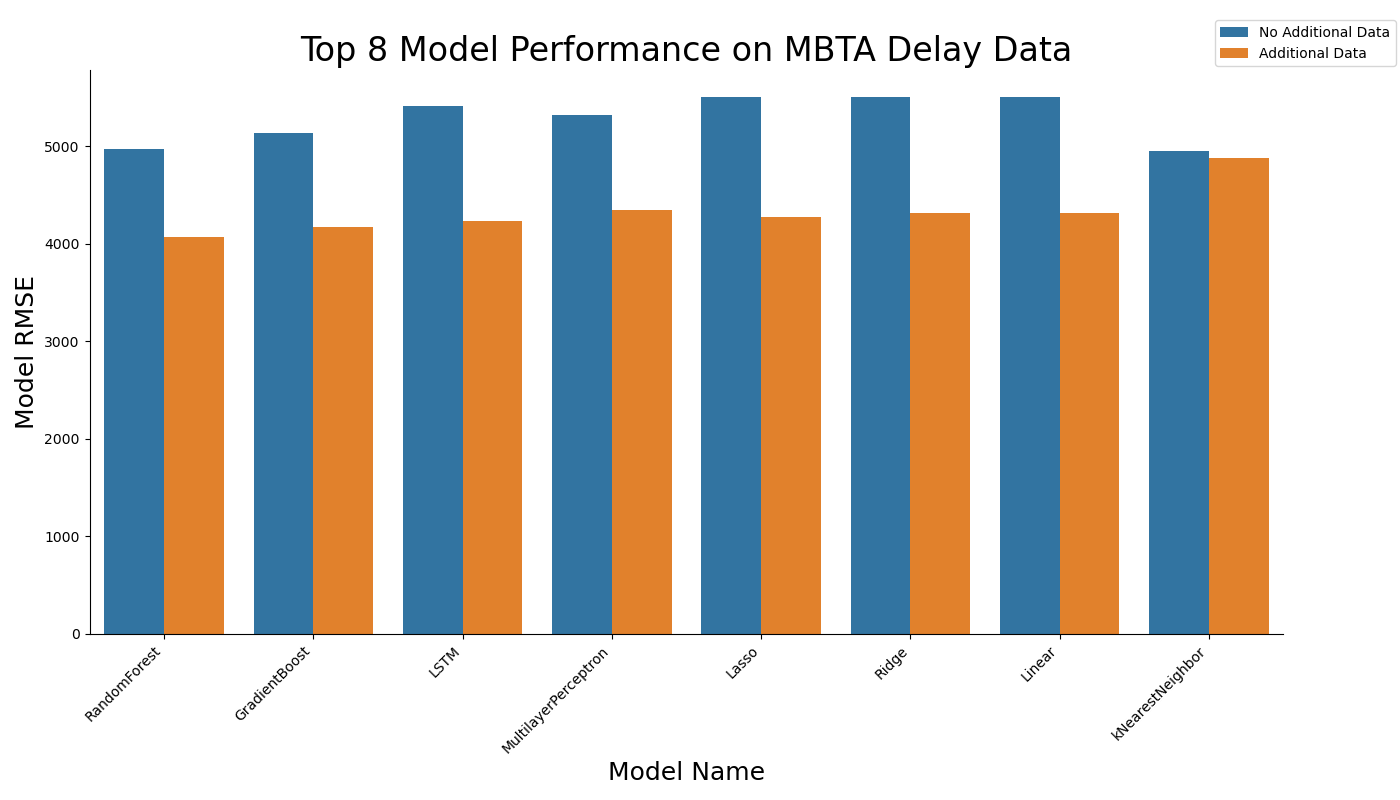 Top 8 Model Performance on MBTA Delay Data
No Additional Data
Additional Data
Model RMSE
5000
4000
3000
2000
1000
0
RandomForest
GradientBoost
LSTM
MultilayerPerceptron
Lasso
Ridge
Linear
kNearestNeighbor
Model Name